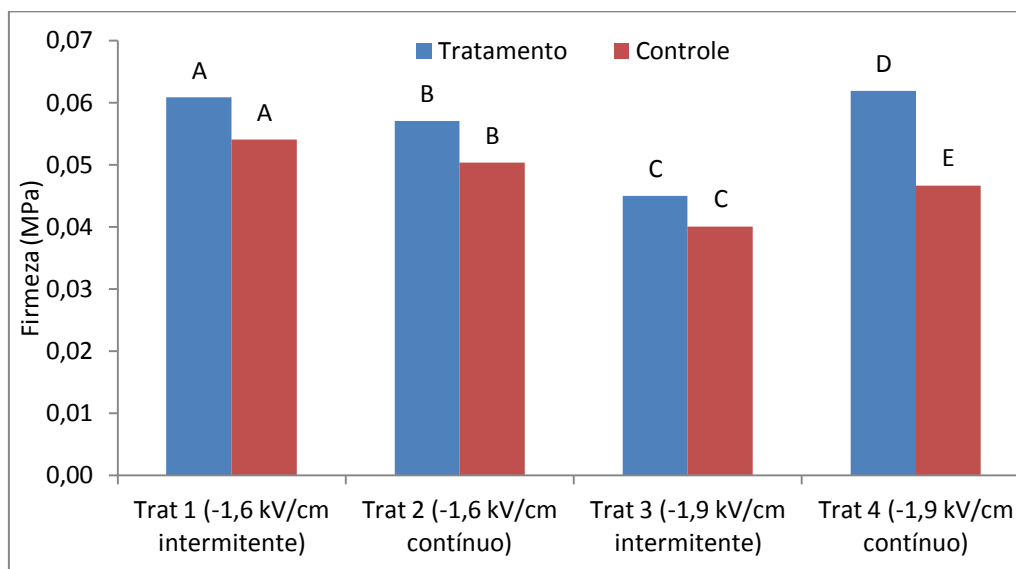 0,07
0,06
0,05
0,04
0,03
0,02
0,01
0,00
Firmeza (MPa)
Tratamento
Controle
A
A
B
B
C
C
D
E
Trat 1 (-1,6 kV/cm
intermitente)
Trat 2 (-1,6 kV/cm
contínuo)
Trat 3 (-1,9 kV/cm
intermitente)
Trat 4 (-1,9 kV/cm
contínuo)